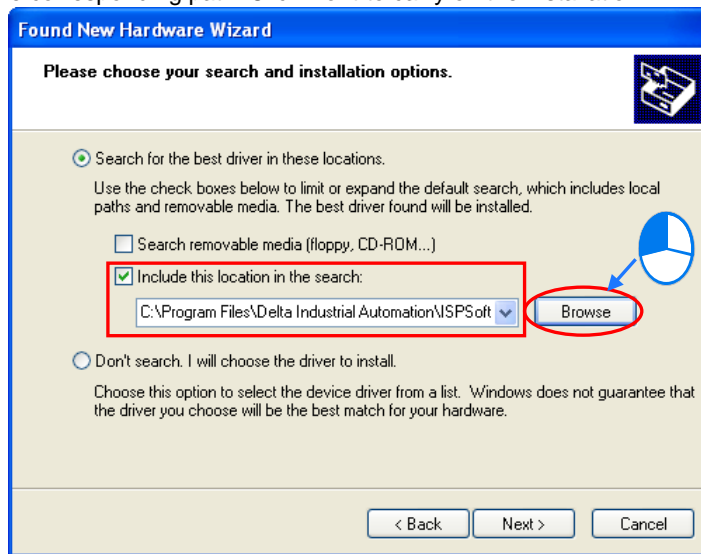 Found New Hardware Wizard
Please choose your search and installation options.
Search for the best driver in these locations.
Use the check boxes below to limit or expand the default search, which includes local
paths and removable media. The best driver found will be installed.
Search removable media (floppy, CD-ROM...)
Include this location in the search:
C:\Program Files\Delta Industrial Automation\ISPSoft Browse
Don't search. I will choose the driver to install.
Choose this option to select the device driver from a list. Windows does not guarantee that
the driver you choose will be the best match for your hardware.
< Back Next > Cancel